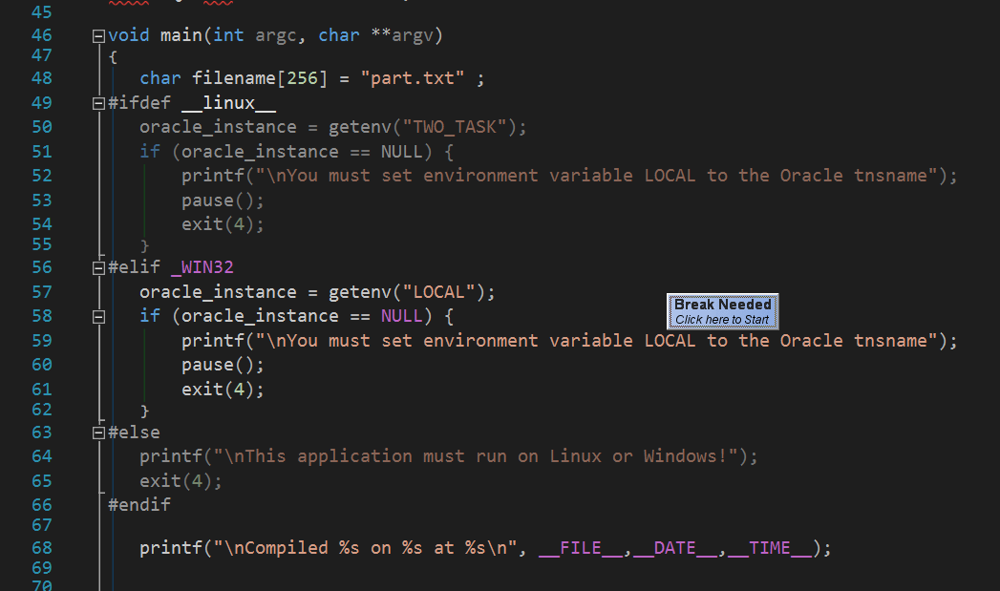 45
46 void main(int argc, char **argv)
47 {
48 char filename[256] = "part.txt" ;
49 #ifdef __linux__
50 oracle_instance = getenv("TWO_TASK");
51 if (oracle_instance == NULL) {
52 printf("\nYou must set environment variable LOCAL to the Oracle tnsname");
53 pause();
54 exit(4);
55 }
56 #elif _WIN32
57 oracle_instance = getenv("LOCAL");
58 if (oracle_instance == NULL) {
Break Needed
Click here to Start
59 printf("\nYou must set environment variable LOCAL to the Oracle tnsname");
60 pause();
61 exit(4);
62 }
63 #else
64 printf("\nThis application must run on Linux or Windows!");
65 exit(4);
66 #endif
67
68 printf("\nCompiled %s on %s at %s\n", __FILE__,__DATE__,__TIME__);
69
70